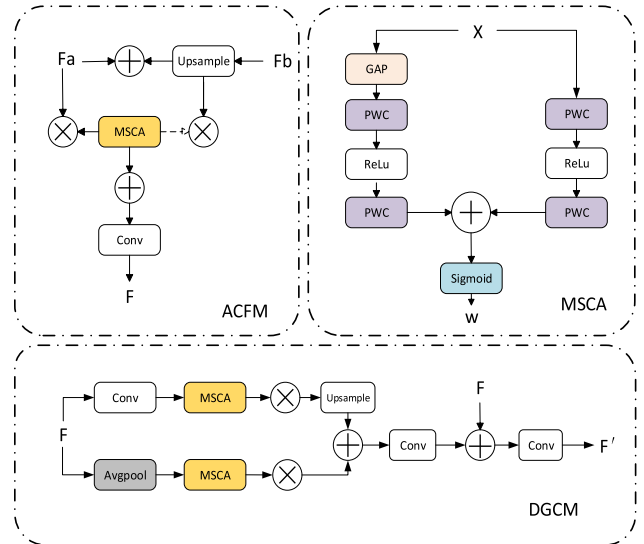 Fa
Upsample
Fb
MSCA
Conv
F
ACFM
X
GAP
PWC
PWC
ReLu
ReLu
PWC
PWC
Sigmoid
w
MSCA
F
Conv
MSCA
Upsample
F
Avgpool
MSCA
Conv
Conv
F'
DGCM